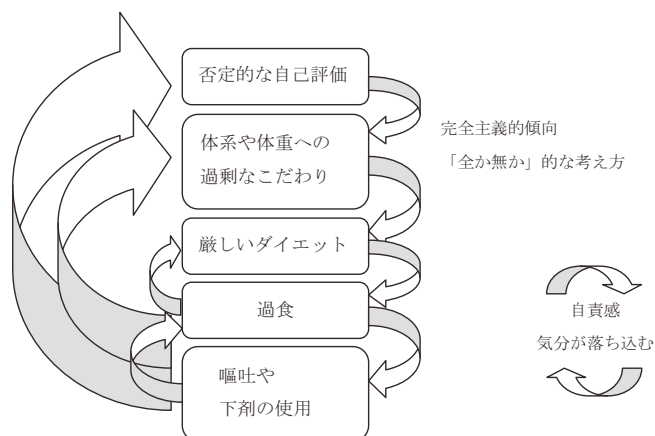 否定的な自己評価
体系や体重への
過剰なこだわり
完全主義的傾向
「全か無か」的な考え方
厳しいダイエット
過食
嘔吐や
下剤の使用
自責感
気分が落ち込む